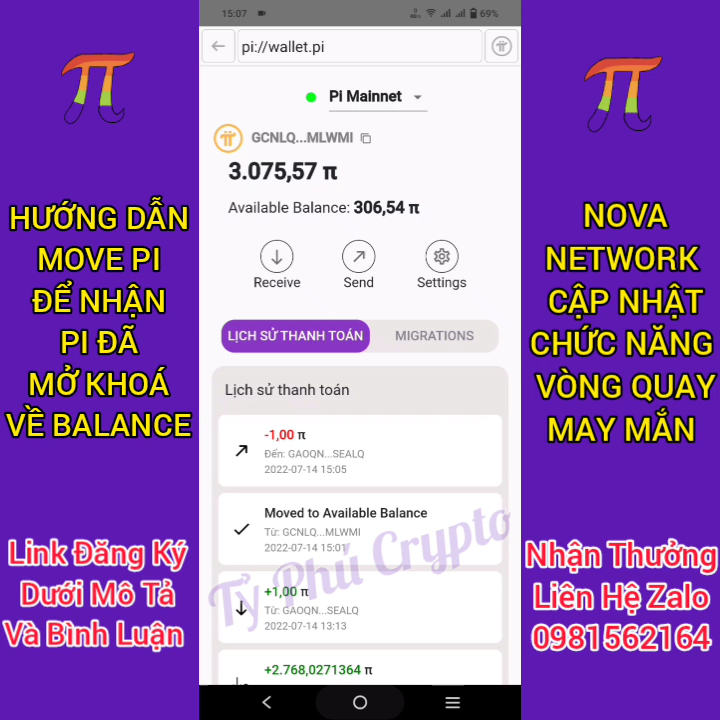 15:07
69%
pi://wallet.pi
Pi Mainnet
GCNLQ...MLWMI
3.075,57 π
Available Balance: 306,54 π
Receive
Send
Settings
LỊCH SỬ THANH TOÁN
MIGRATIONS
Lịch sử thanh toán
-1,00 π
Đến: GAOQN...SEALQ
2022-07-14 15:05
Moved to Available Balance
Từ: GCNLQ...MLWMI
2022-07-14 15:01
+1,00 π
Từ: GAOQN...SEALQ
2022-07-14 13:13
+2.768,0271364 π
Tỷ Phú Crypto
HƯỚNG DẪN
MOVE PI
ĐỂ NHẬN
PI ĐÃ
MỞ KHOÁ
VỀ BALANCE
Link Đăng Ký
Dưới Mô Tả
Và Bình Luận
NOVA
NETWORK
CẬP NHẬT
CHỨC NĂNG
VÒNG QUAY
MAY MẮN
Nhận Thưởng
Liên Hệ Zalo
0981562164